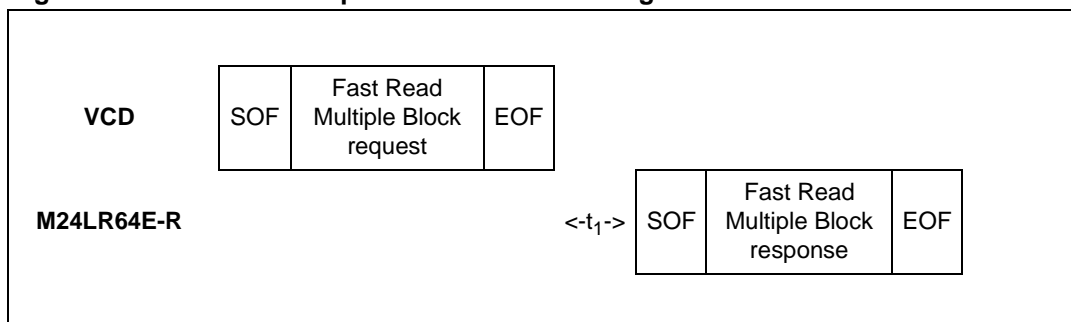 VCD
SOF
Fast Read
Multiple Block
request
EOF
M24LR64E-R
<-t₁->
SOF
Fast Read
Multiple Block
response
EOF